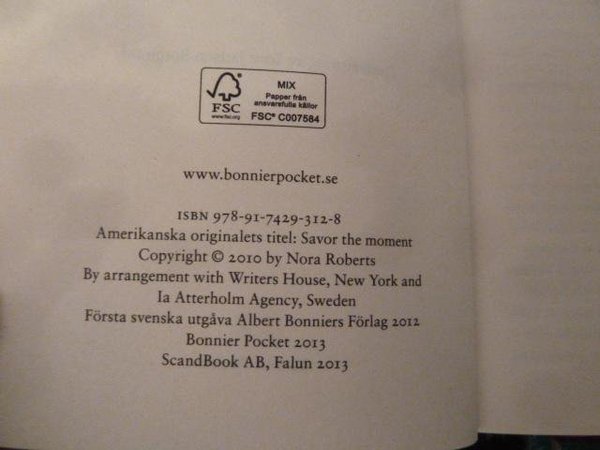 FSC
www.fsc.org
MIX
Papper från
ansvarsfulla källor
FSC® C007584
www.bonnierpocket.se
ISBN 978-91-7429-312-8
Amerikanska originalets titel: Savor the moment
Copyright © 2010 by Nora Roberts
By arrangement with Writers House, New York and
Ia Atterholm Agency, Sweden
Första svenska utgåva Albert Bonniers Förlag 2012
Bonnier Pocket 2013
ScandBook AB, Falun 2013